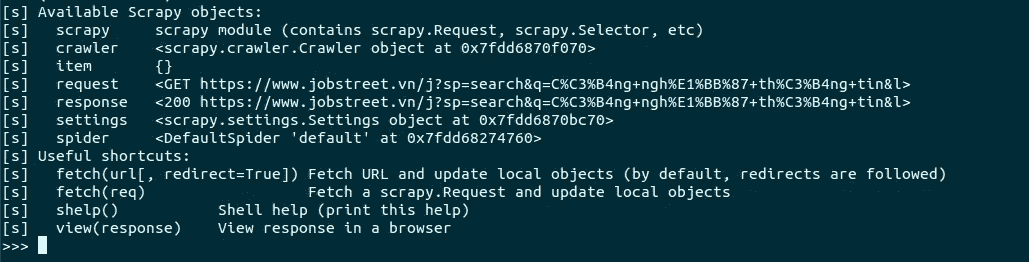 [s] Available Scrapy objects:
[s]   scrapy     scrapy module (contains scrapy.Request, scrapy.Selector, etc)
[s]   crawler    <scrapy.crawler.Crawler object at 0x7fdd6870f070>
[s]   item       {}
[s]   request    <GET https://www.jobstreet.vn/j?sp=search&q=C%C3%B4ng+ngh%E1%BB%87+th%C3%B4ng+tin&l>
[s]   response   <200 https://www.jobstreet.vn/j?sp=search&q=C%C3%B4ng+ngh%E1%BB%87+th%C3%B4ng+tin&l>
[s]   settings   <scrapy.settings.Settings object at 0x7fdd6870bc70>
[s]   spider     <DefaultSpider 'default' at 0x7fdd68274760>
[s] Useful shortcuts:
[s]   fetch(url[, redirect=True]) Fetch URL and update local objects (by default, redirects are followed)
[s]   fetch(req)                  Fetch a scrapy.Request and update local objects
[s]   shelp()           Shell help (print this help)
[s]   view(response)    View response in a browser
>>>